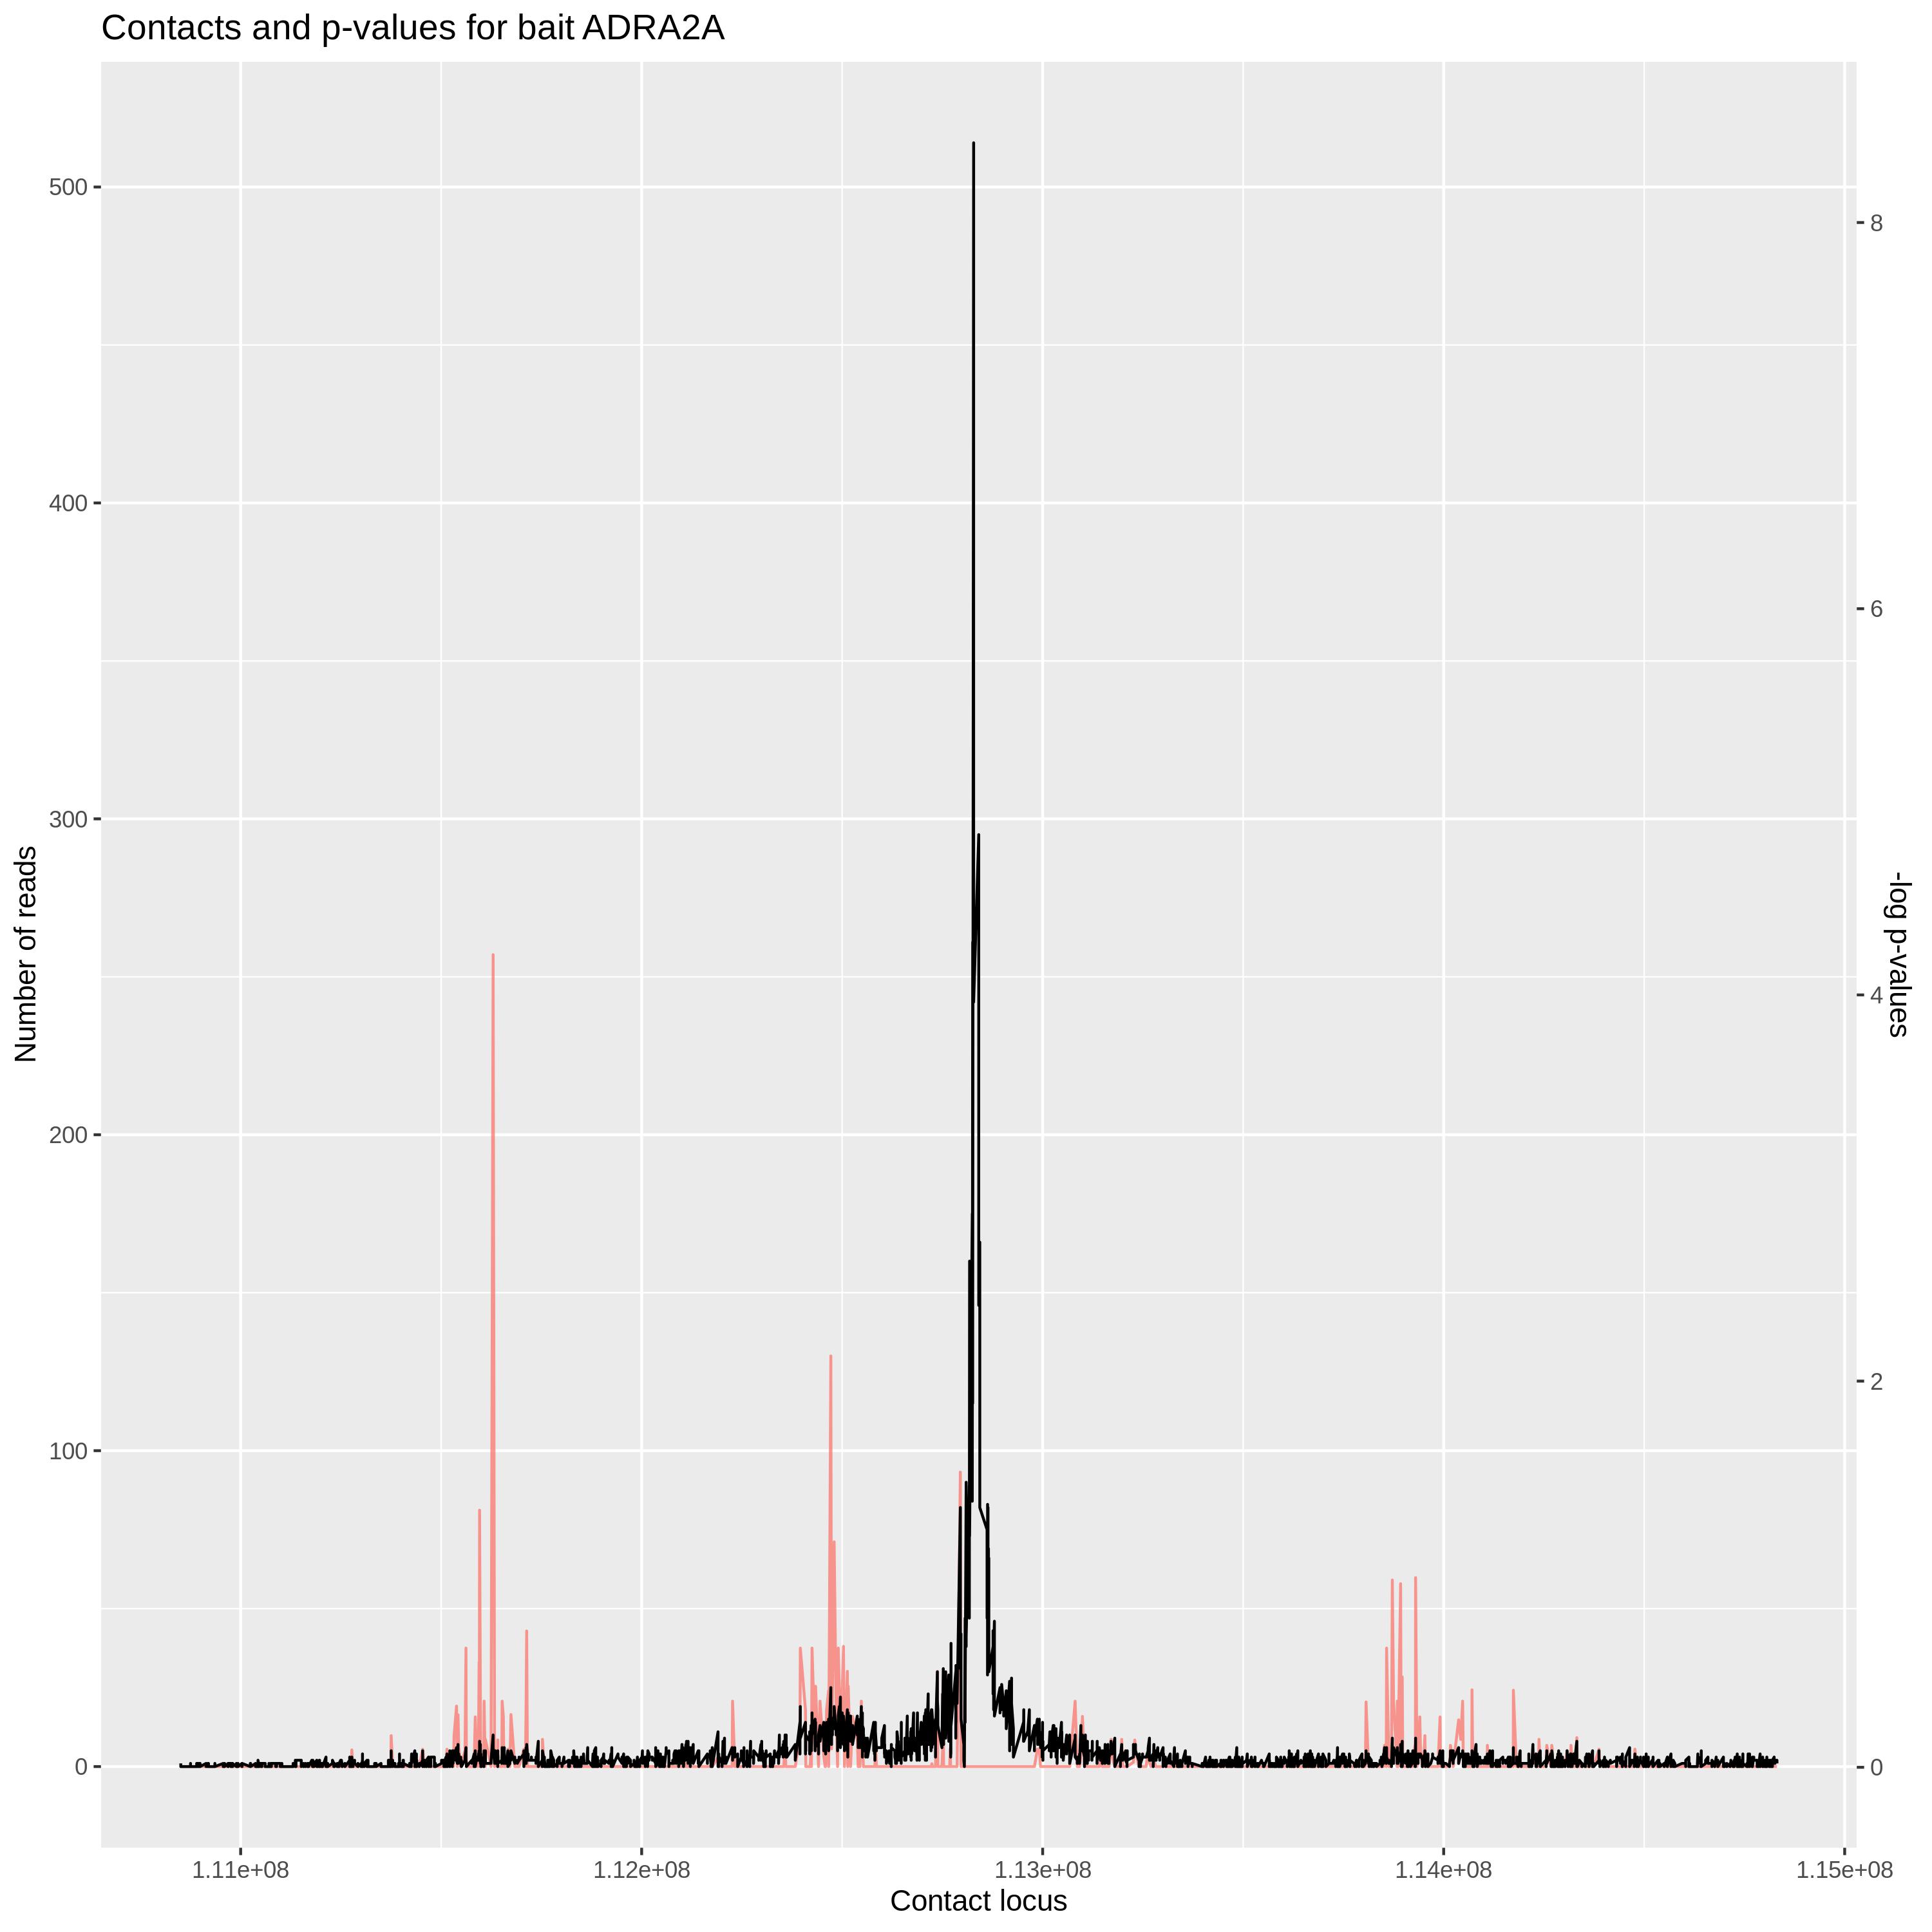 Contacts and p-values for bait ADRA2A
500
400
300
200
100
0
Number of reads
8
6
4
2
0
-log p-values
1.11e+08
1.12e+08
1.13e+08
1.14e+08
1.15e+08
Contact locus